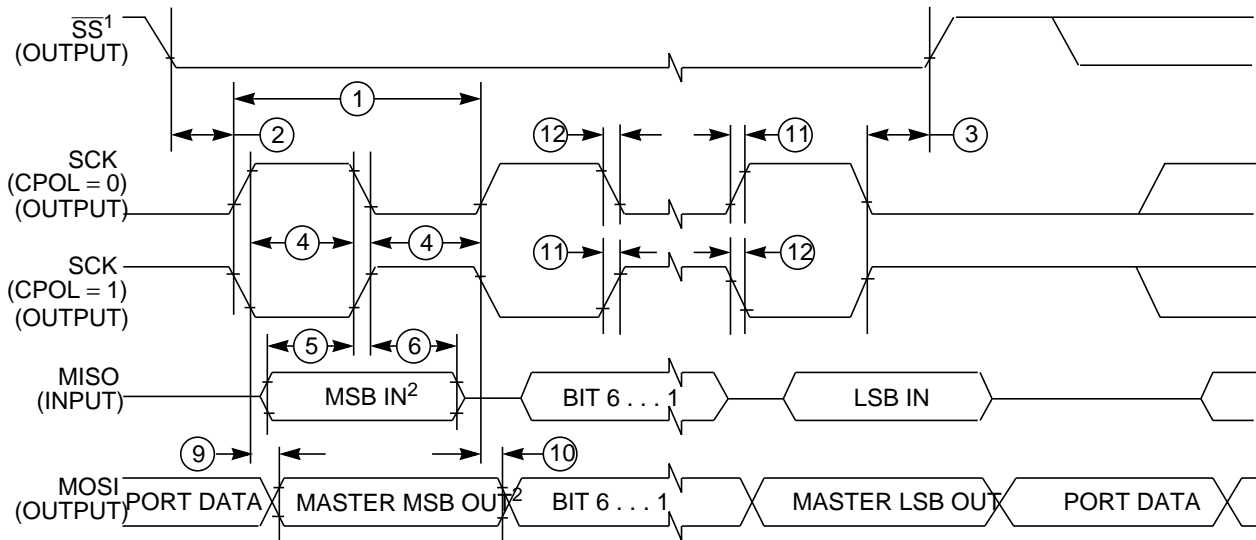 SS¹
(OUTPUT)
1
2
12
11
3
SCK
(CPOL = 0)
(OUTPUT)
4
4
11
12
SCK
(CPOL = 1)
(OUTPUT)
5
6
MISO
(INPUT)
MSB IN²
BIT 6 . . . 1
LSB IN
9
10
MOSI
(OUTPUT)
PORT DATA
MASTER MSB OUT²
BIT 6 . . . 1
MASTER LSB OUT
PORT DATA